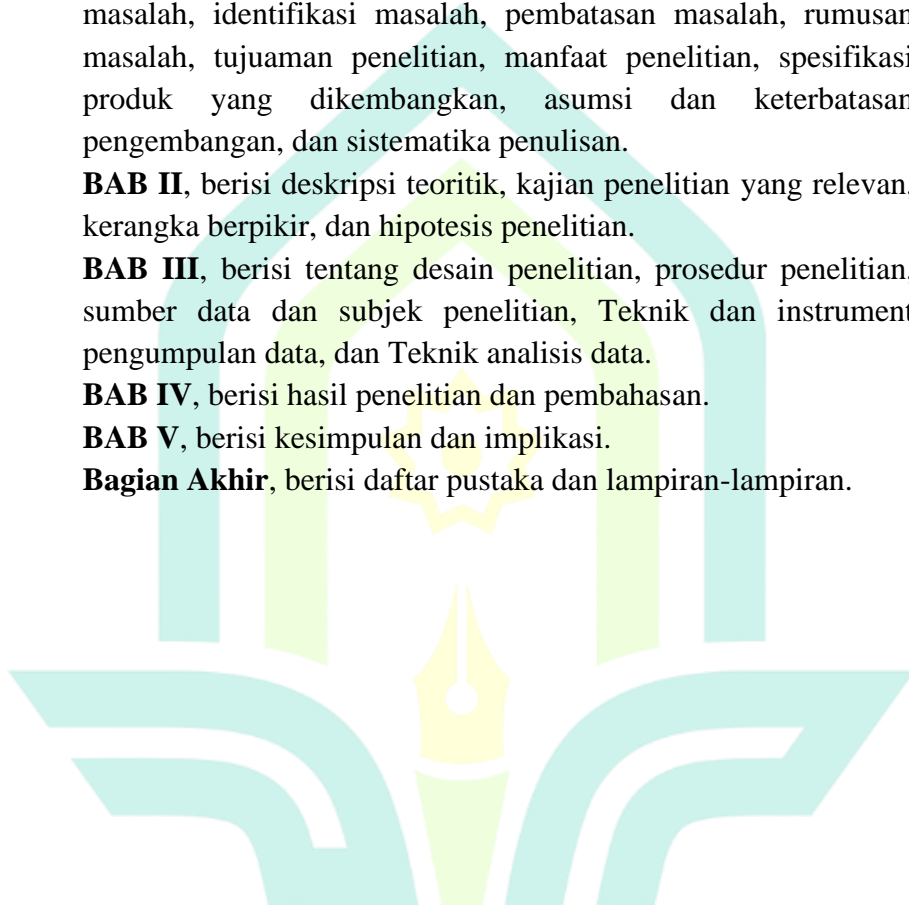 masalah, identifikasi masalah, pembatasan masalah, rumusan
masalah, tujuaman penelitian, manfaat penelitian, spesifikasi
produk yang dikembangkan, asumsi dan keterbatasan
pengembangan, dan sistematika penulisan.
BAB II, berisi deskripsi teoritik, kajian penelitian yang relevan,
kerangka berpikir, dan hipotesis penelitian.
BAB III, berisi tentang desain penelitian, prosedur penelitian,
sumber data dan subjek penelitian, Teknik dan instrument
pengumpulan data, dan Teknik analisis data.
BAB IV, berisi hasil penelitian dan pembahasan.
BAB V, berisi kesimpulan dan implikasi.
Bagian Akhir, berisi daftar pustaka dan lampiran-lampiran.